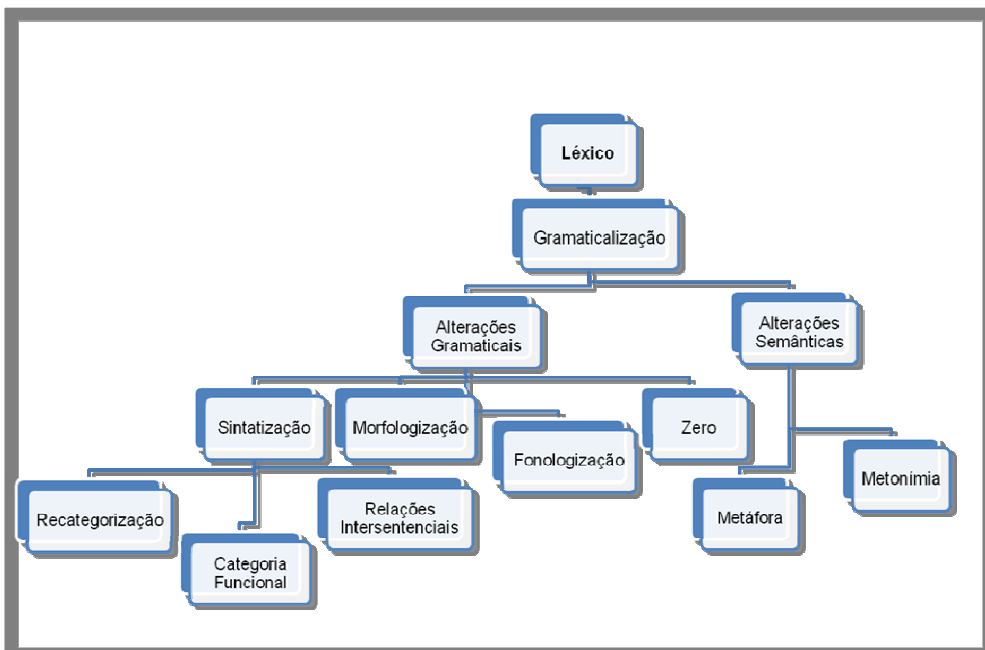 Léxico
Gramaticalização
Alterações
Gramaticais
Alterações
Semânticas
Sintatização
Morfologização
Fonologização
Zero
Metáfora
Metonímia
Recategorização
Categoria
Funcional
Relações
Intersentenciais